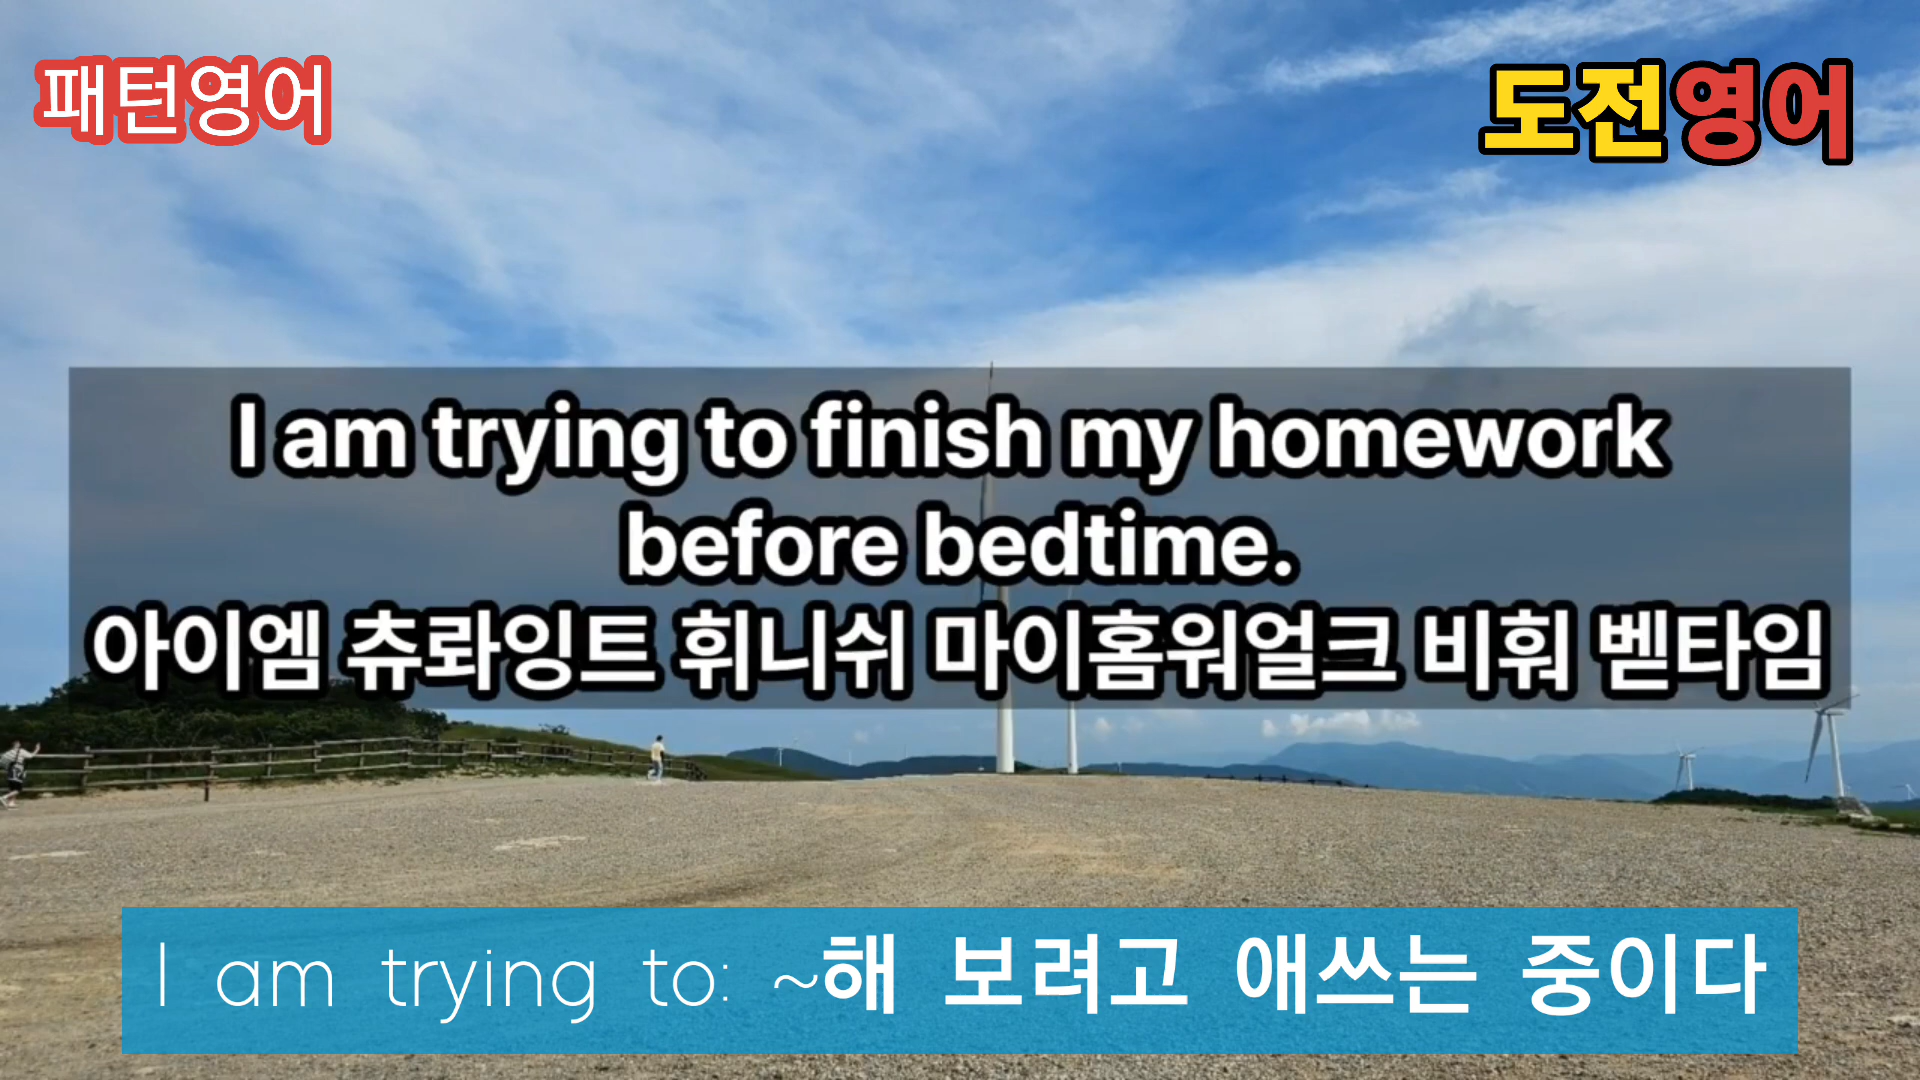 패턴영어
도전영어
I am trying to finish my homework
before bedtime.
아이엠 츄롸잉트 휘니쉬 마이홈워얼크 비훠 벧타임
I am trying to: ~해 보려고 애쓰는 중이다